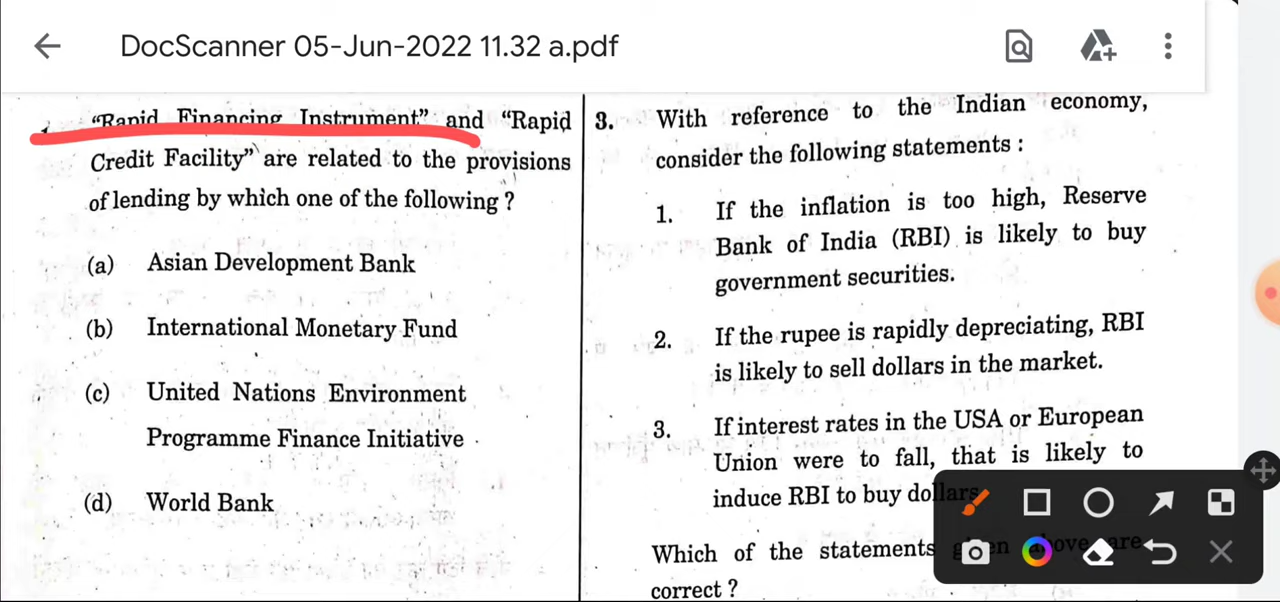 DocScanner 05-Jun-2022 11.32 a.pdf
“Rapid Financing Instrument” and “Rapid
Credit Facility” are related to the provisions
of lending by which one of the following ?
(a) Asian Development Bank
(b) International Monetary Fund
(c) United Nations Environment
Programme Finance Initiative
(d) World Bank
3. With reference to the Indian economy,
consider the following statements :
1. If the inflation is too high, Reserve
Bank of India (RBI) is likely to buy
government securities.
2. If the rupee is rapidly depreciating, RBI
is likely to sell dollars in the market.
3. If interest rates in the USA or European
Union were to fall, that is likely to
induce RBI to buy dollars
Which of the statements given above are
correct ?